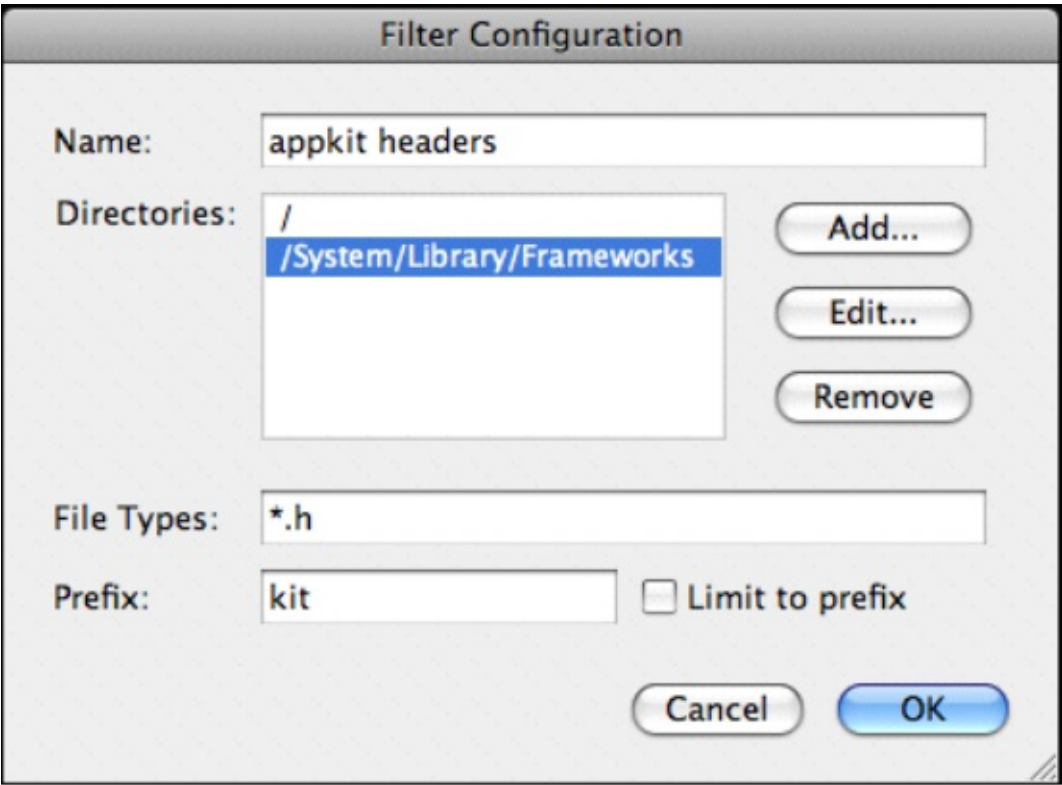 Filter Configuration
Name: appkit headers
Directories: /
/System/Library/Frameworks
Add...
Edit...
Remove
File Types: *.h
Prefix: kit Limit to prefix
Cancel OK